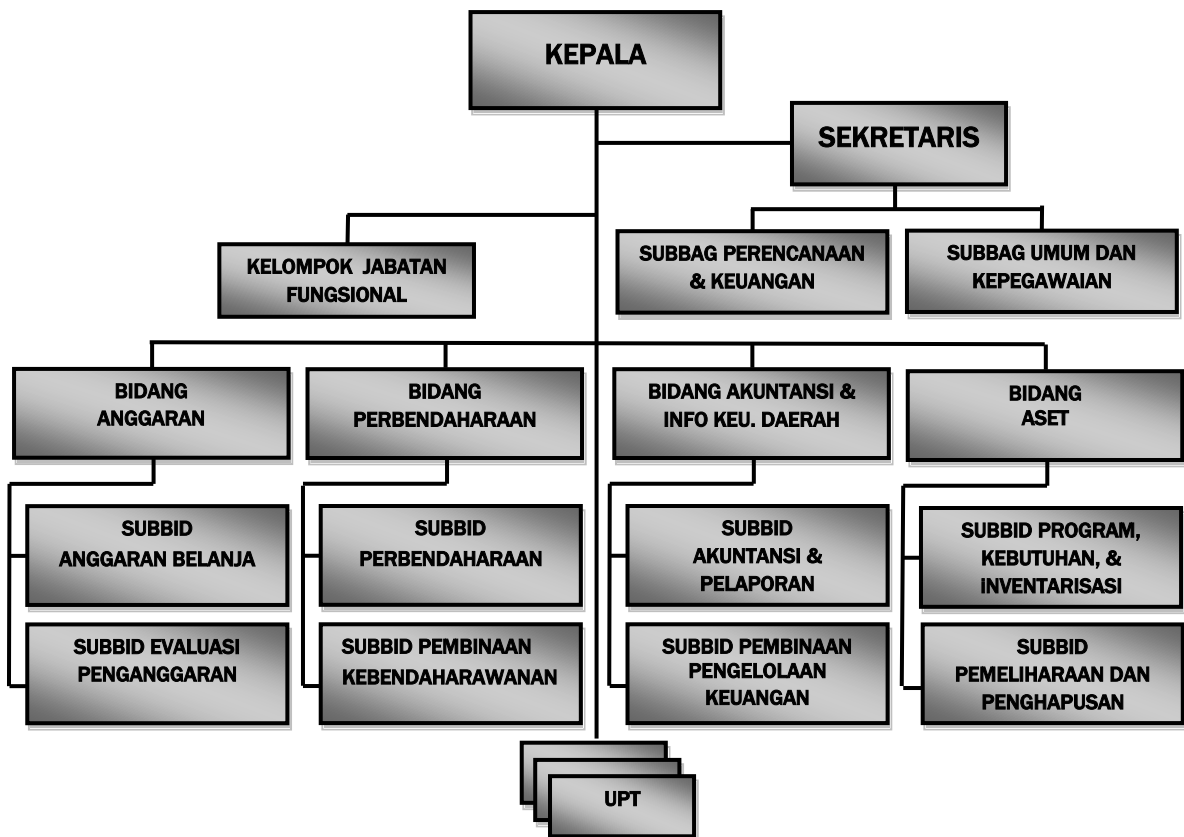 KEPALA
SEKRETARIS
KELOMPOK JABATAN
FUNGSIONAL
SUBBAG PERENCANAAN
& KEUANGAN
SUBBAG UMUM DAN
KEPEGAWAIAN
BIDANG
ANGGARAN
BIDANG
PERBENDAHARAAN
BIDANG AKUNTANSI &
INFO KEU. DAERAH
BIDANG
ASET
SUBBID
ANGGARAN BELANJA
SUBBID
PERBENDAHARAAN
SUBBID
AKUNTANSI &
PELAPORAN
SUBBID PROGRAM,
KEBUTUHAN, &
INVENTARISASI
SUBBID EVALUASI
PENGANGGARAN
SUBBID PEMBINAAN
KEBENDAHARAWANAN
SUBBID PEMBINAAN
PENGELOLAAN
KEUANGAN
SUBBID
PEMELIHARAAN DAN
PENGHAPUSAN
UPT